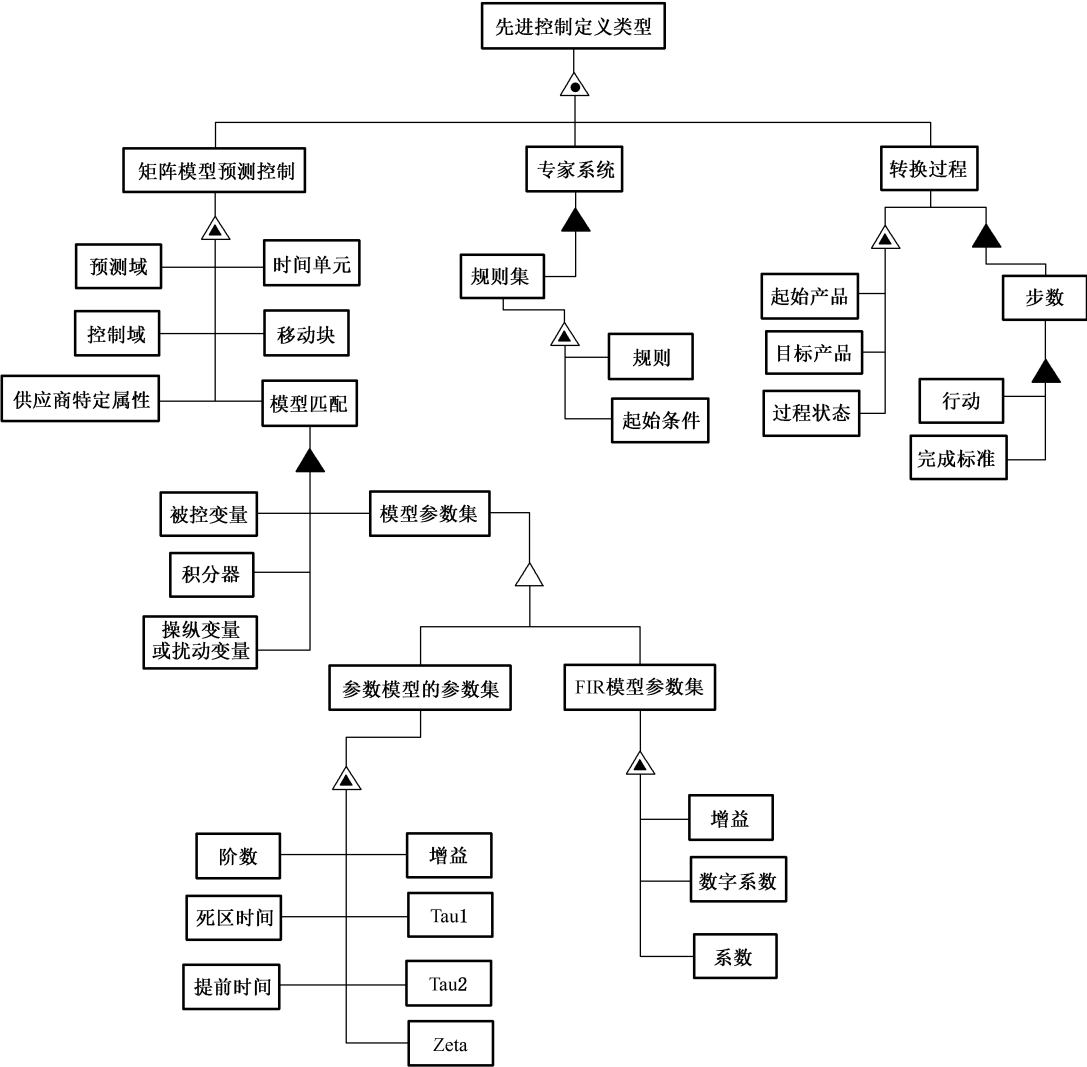 先进控制定义类型
矩阵模型预测控制
专家系统
转换过程
预测域
时间单元
规则集
起始产品
步数
控制域
移动块
规则
目标产品
供应商特定属性
模型匹配
起始条件
过程状态
行动
完成标准
被控变量
模型参数集
积分器
操纵变量
或扰动变量
参数模型的参数集
FIR模型参数集
增益
阶数
增益
数字系数
死区时间
Tau1
系数
提前时间
Tau2
Zeta